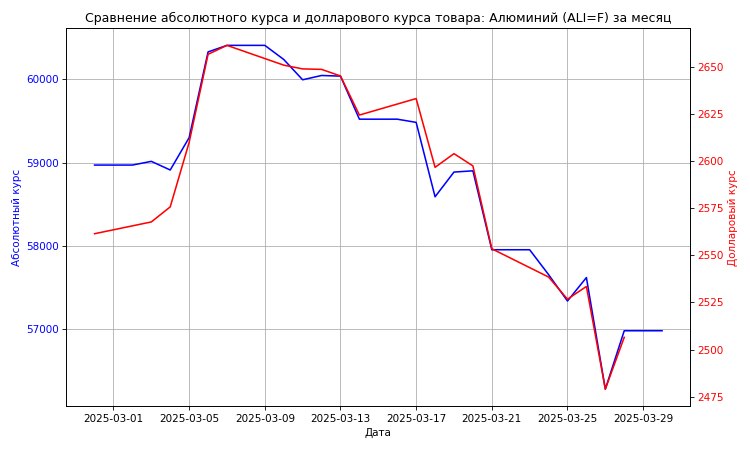 Сравнение абсолютного курса и долларового курса товара: Алюминий (ALI=F) за месяц
Абсолютный курс
60000
59000
58000
57000
2650
2625
2600
2575
2550
2525
2500
2475
Долларовый курс
2025-03-01 2025-03-05 2025-03-09 2025-03-13 2025-03-17 2025-03-21 2025-03-25 2025-03-29
Дата